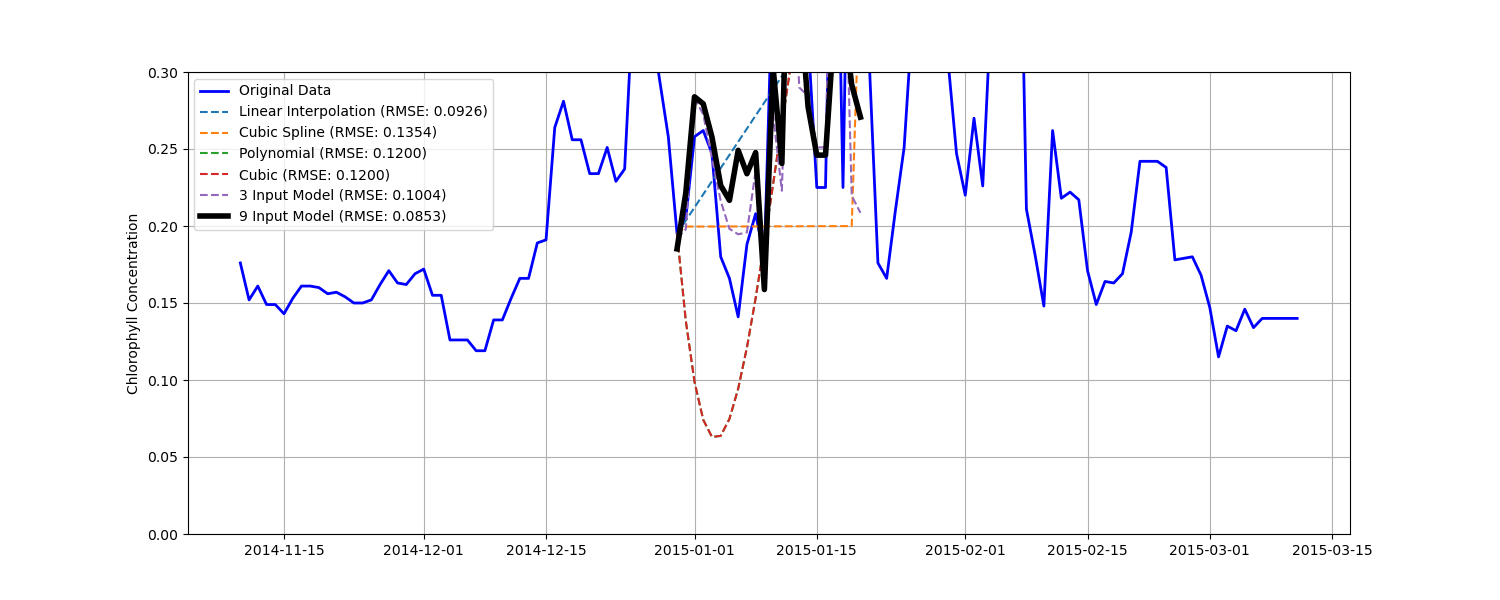 0.30
0.25
0.20
0.15
0.10
0.05
0.00
Chlorophyll Concentration
Original Data
Linear Interpolation (RMSE: 0.0926)
Cubic Spline (RMSE: 0.1354)
Polynomial (RMSE: 0.1200)
Cubic (RMSE: 0.1200)
3 Input Model (RMSE: 0.1004)
9 Input Model (RMSE: 0.0853)
2014-11-15 2014-12-01 2014-12-15 2015-01-01 2015-01-15 2015-02-01 2015-02-15 2015-03-01 2015-03-15